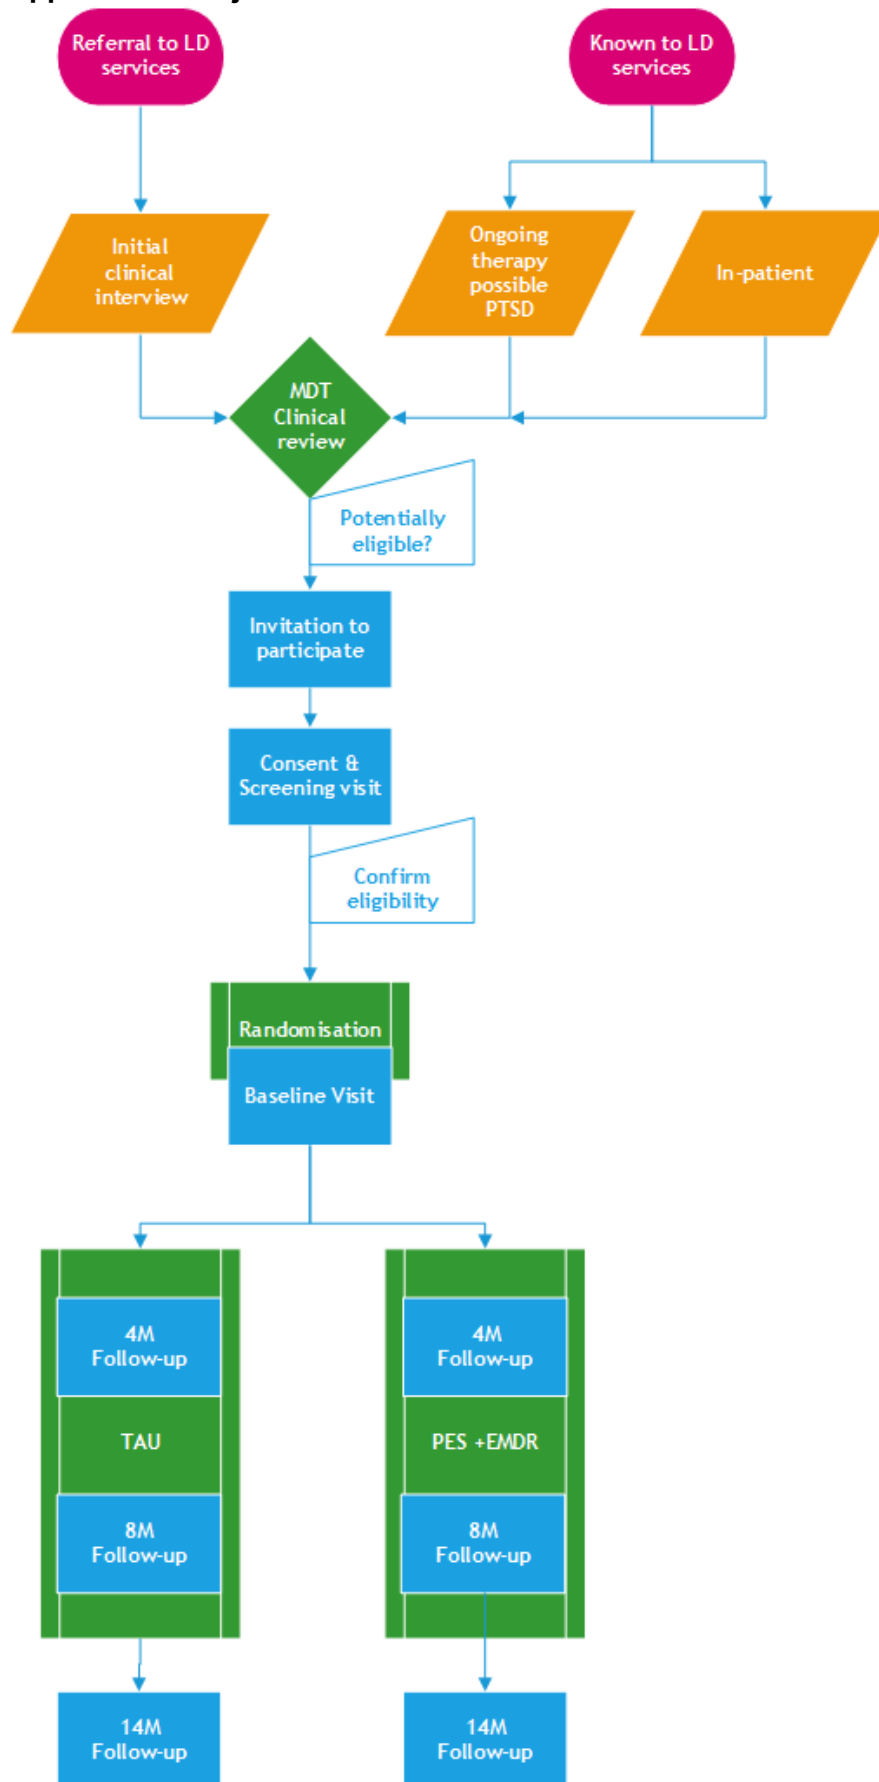 Referral to LD
services
Known to LD
services
Initial
clinical
interview
Ongoing
therapy
possible
PTSD
In-patient
MDT
Clinical
review
Potentially
eligible?
Invitation to
participate
Consent &
Screening visit
Confirm
eligibility
Randomisation
Baseline Visit
4M
Follow-up
4M
Follow-up
TAU
PES +EMDR
8M
Follow-up
8M
Follow-up
14M
Follow-up
14M
Follow-up